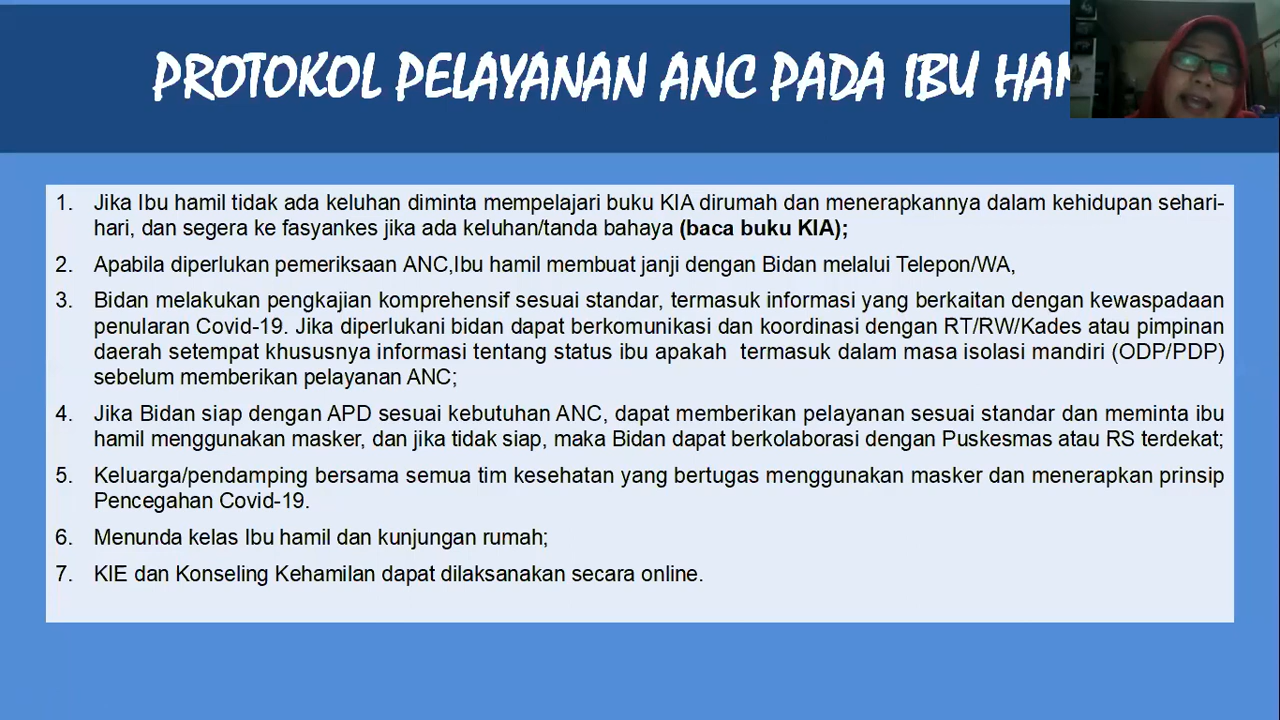 PROTOKOL PELAYANAN ANC PADA IBU
1. Jika Ibu hamil tidak ada keluhan diminta mempelajari buku KIA dirumah dan menerapkannya dalam kehidupan sehari-
hari, dan segera ke fasyankes jika ada keluhan/tanda bahaya (baca buku KIA);
2. Apabila diperlukan pemeriksaan ANC,Ibu hamil membuat janji dengan Bidan melalui Telepon/WA,
3. Bidan melakukan pengkajian komprehensif sesuai standar, termasuk informasi yang berkaitan dengan kewaspadaan
penularan Covid-19. Jika diperlukani bidan dapat berkomunikasi dan koordinasi dengan RT/RW/Kades atau pimpinan
daerah setempat khususnya informasi tentang status ibu apakah termasuk dalam masa isolasi mandiri (ODP/PDP)
sebelum memberikan pelayanan ANC;
4. Jika Bidan siap dengan APD sesuai kebutuhan ANC, dapat memberikan pelayanan sesuai standar dan meminta ibu
hamil menggunakan masker, dan jika tidak siap, maka Bidan dapat berkolaborasi dengan Puskesmas atau RS terdekat;
5. Keluarga/pendamping bersama semua tim kesehatan yang bertugas menggunakan masker dan menerapkan prinsip
Pencegahan Covid-19.
6. Menunda kelas Ibu hamil dan kunjungan rumah;
7. KIE dan Konseling Kehamilan dapat dilaksanakan secara online.